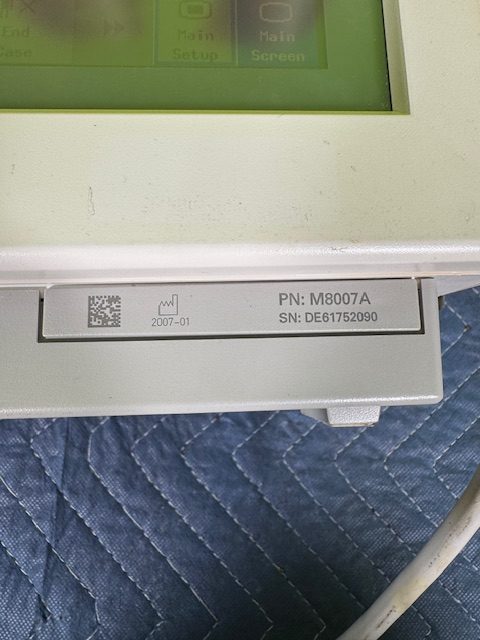 End
Case
Main
Setup
Main
Screen
2007-01
PN: M8007A
SN: DE61752090